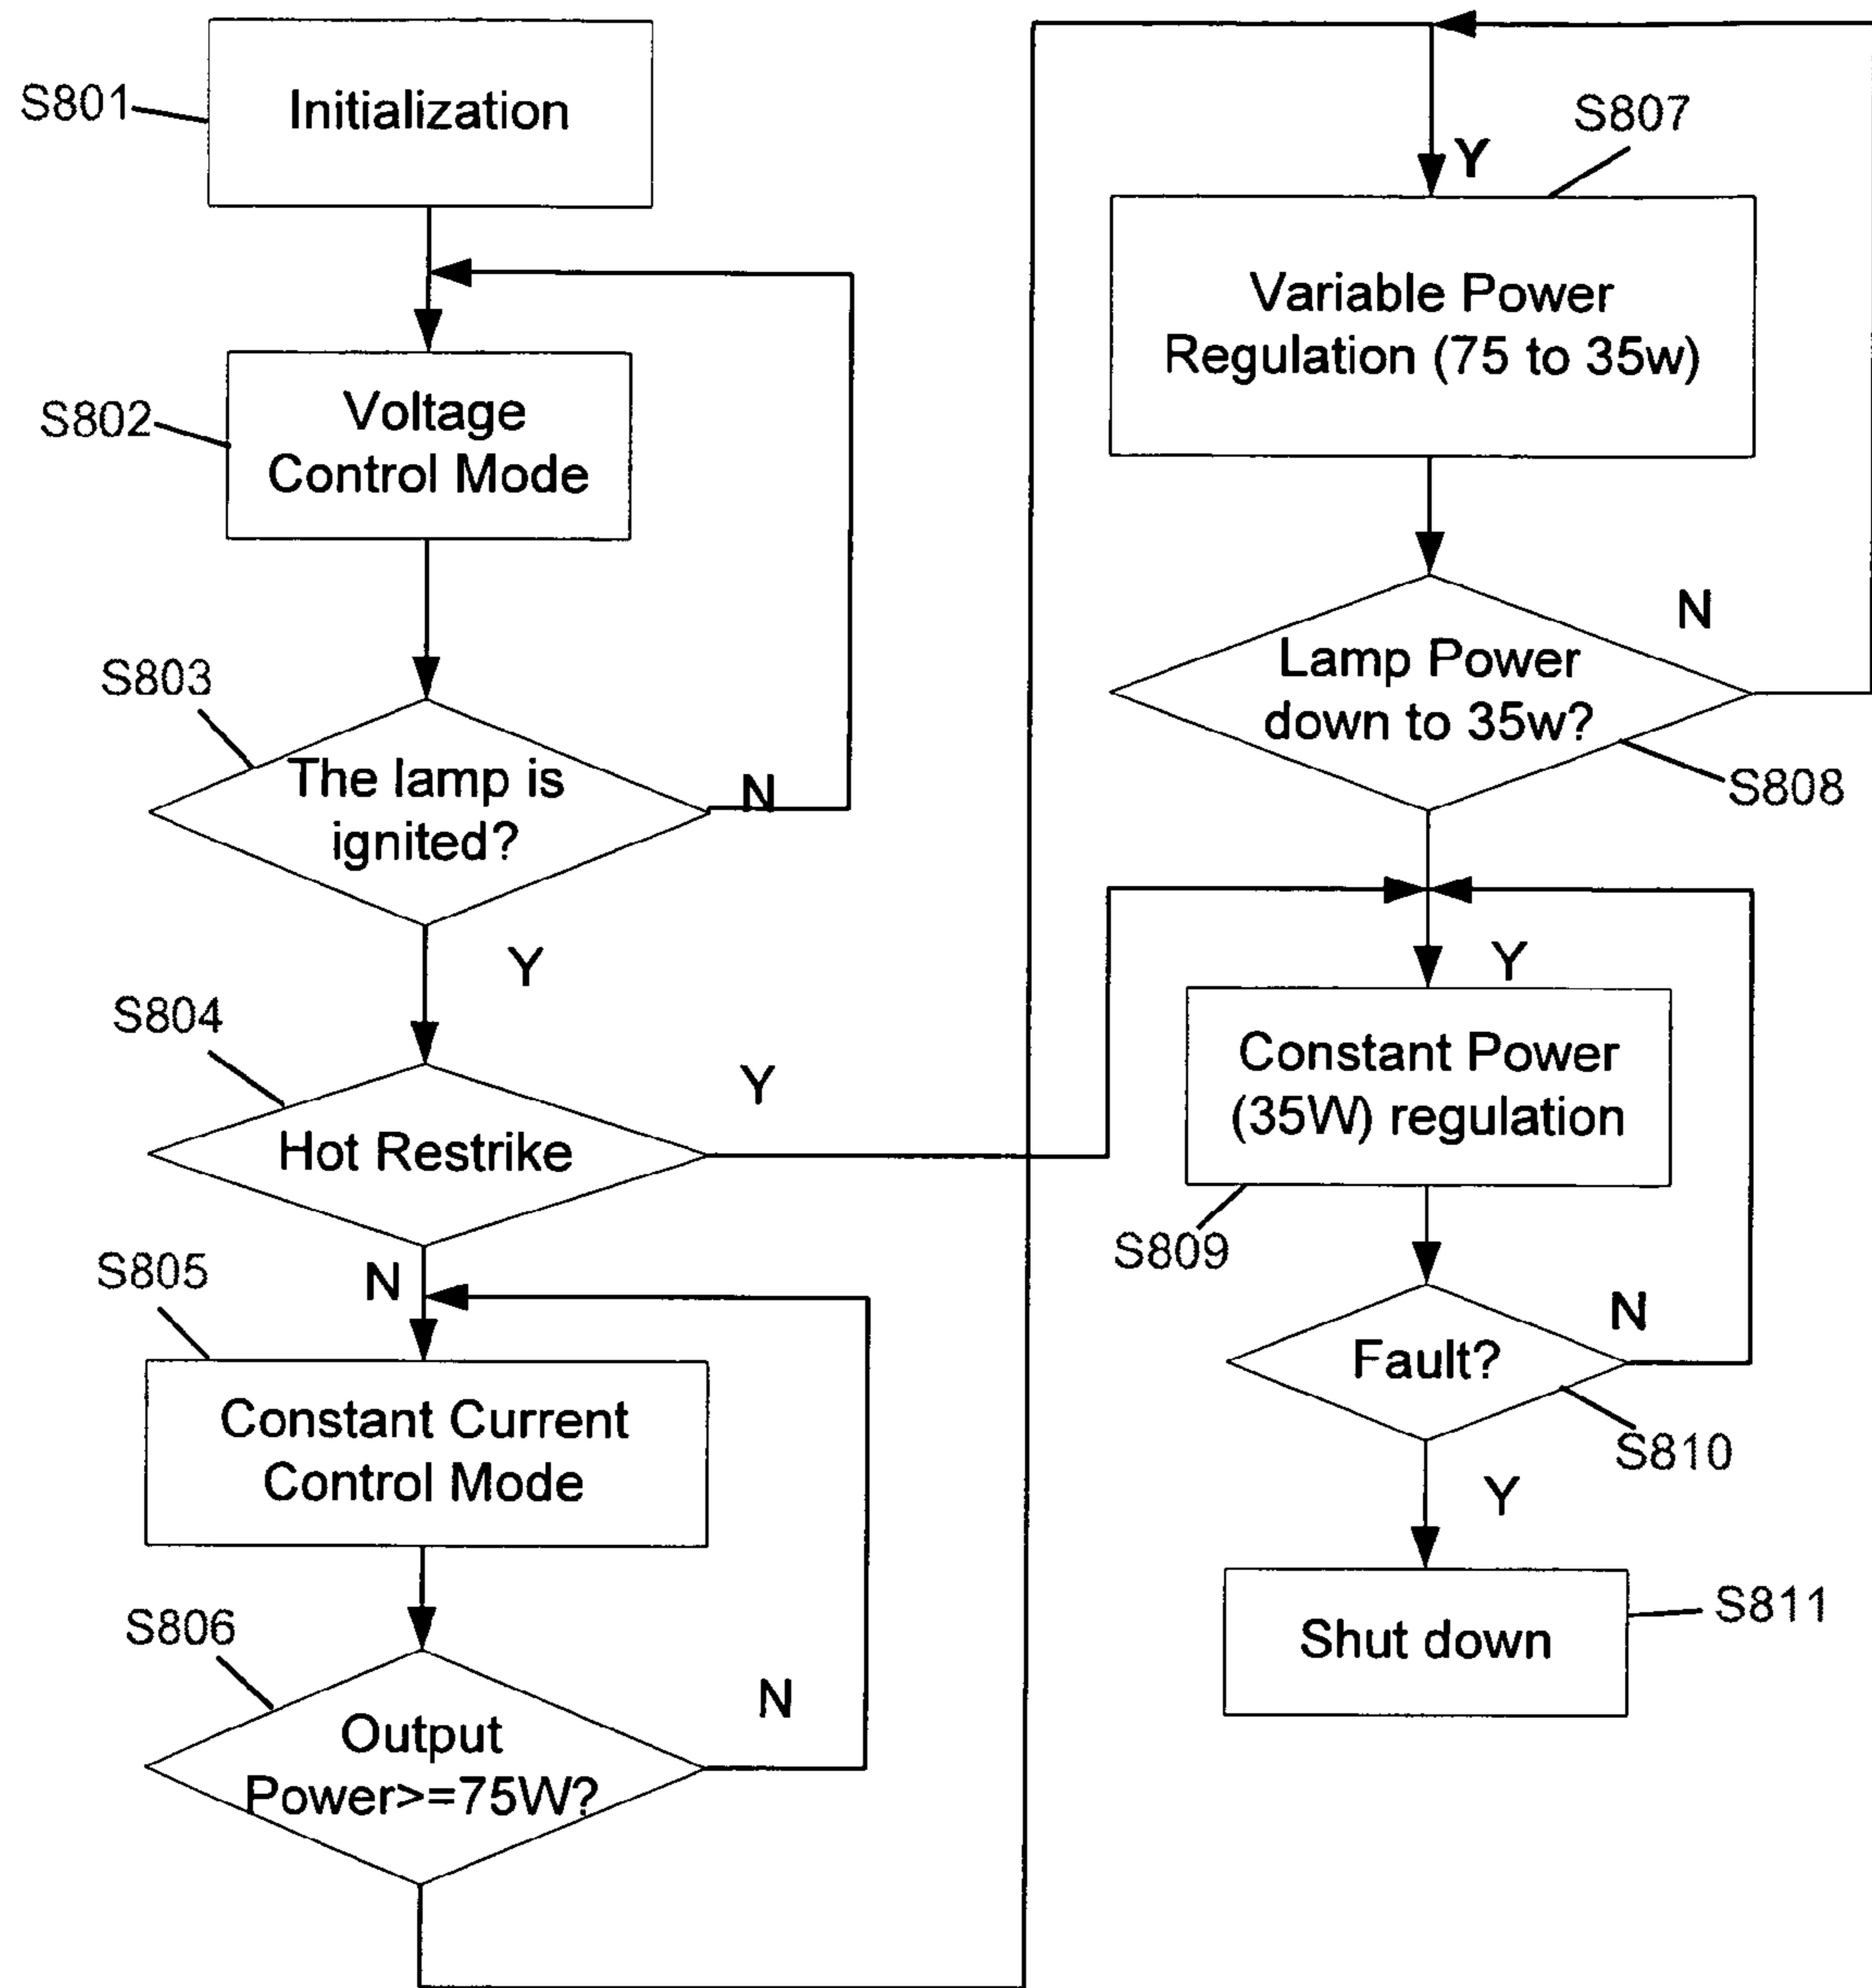 S801
Initialization
S802
Voltage
Control Mode
S803
The lamp is
ignited?
N
Y
S804
Hot Restrike
Y
N
S805
Constant Current
Control Mode
S806
Output
Power>=75W?
N
S807
Y
Variable Power
Regulation (75 to 35w)
Lamp Power
down to 35w?
N
S808
Y
Constant Power
(35W) regulation
S809
Fault?
N
S810
Y
Shut down
S811